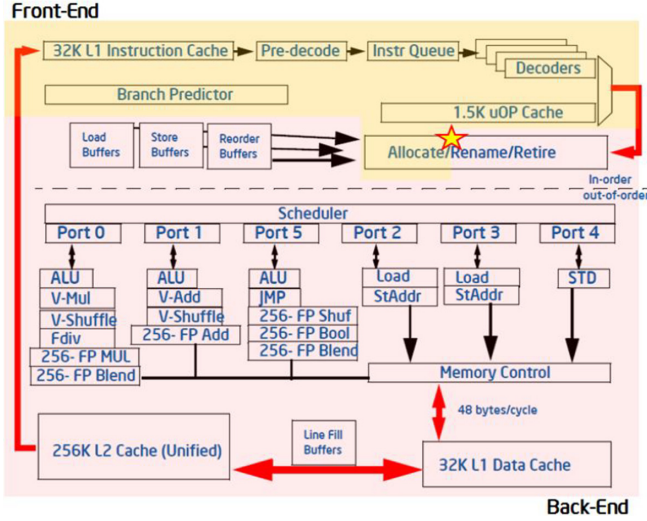 Front-End
32K L1 Instruction Cache
Pre-decode
Instr Queue
Decoders
Branch Predictor
1.5K uOP Cache
Load
Buffers
Store
Buffers
Reorder
Buffers
Allocate/Rename/Retire
In-order
out-of-order
Scheduler
Port 0
Port 1
Port 5
Port 2
Port 3
Port 4
ALU
V-Mul
V-Shuffle
Fdiv
256- FP MUL
256- FP Blend
ALU
V-Add
V-Shuffle
256- FP Add
ALU
JMP
256- FP Shuf
256- FP Bool
256- FP Blend
Load
StAddr
Load
StAddr
STD
Memory Control
48 bytes/cycle
256K L2 Cache (Unified)
Line Fill
Buffers
32K L1 Data Cache
Back-End